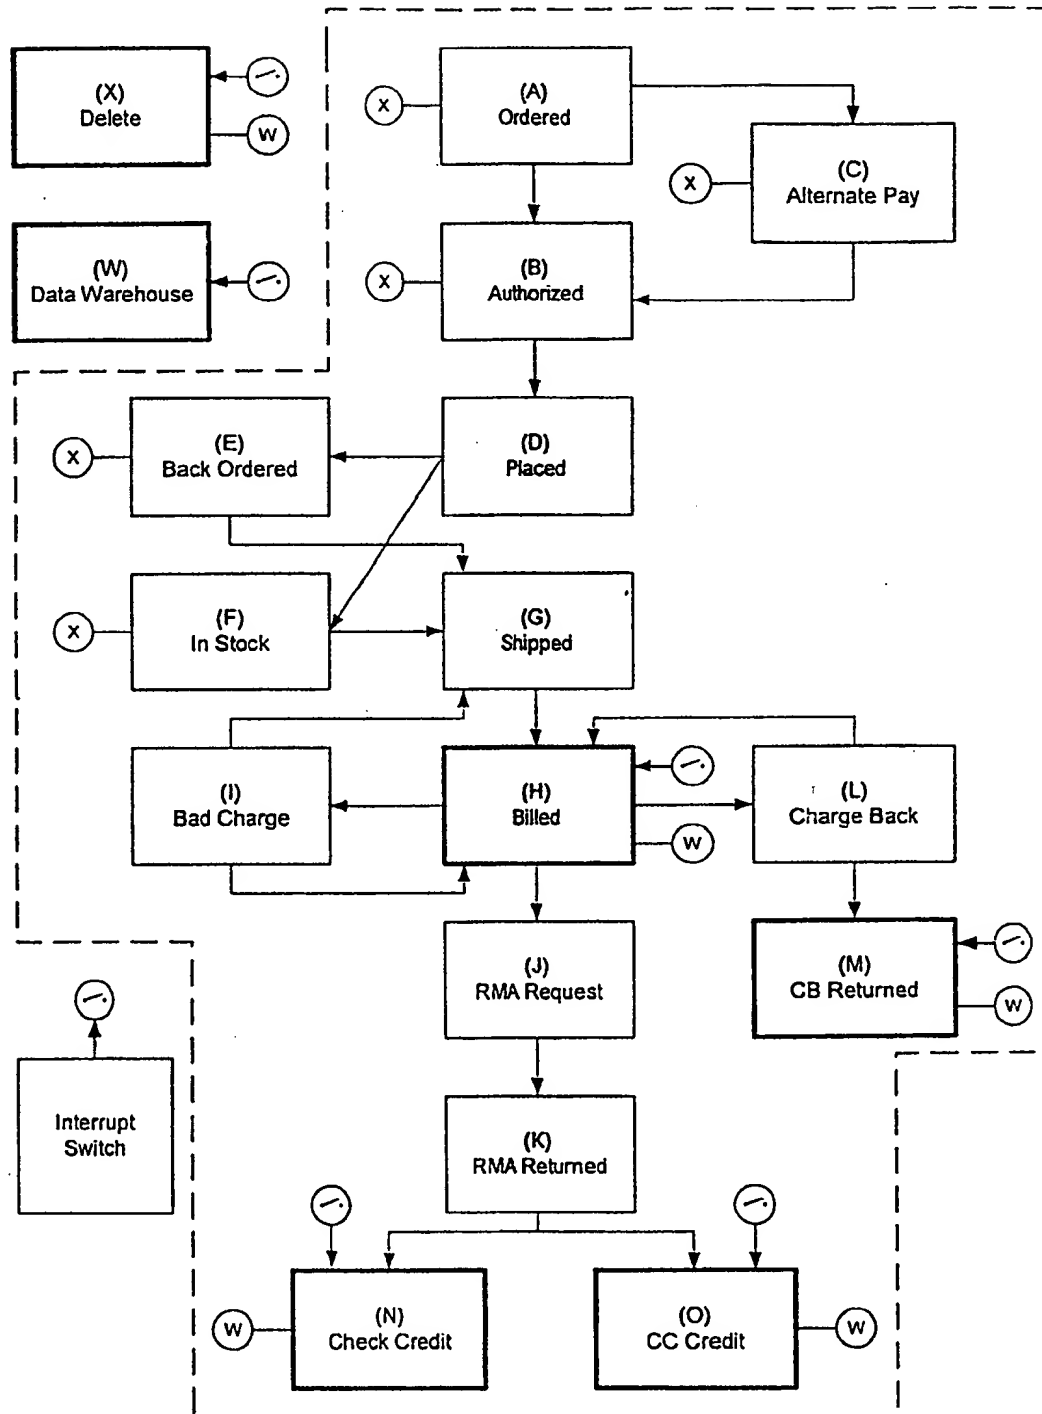 (X)
Delete
W
(W)
Data Warehouse
X
(A)
Ordered
X
(C)
Alternate Pay
X
(B)
Authorized
X
(E)
Back Ordered
(D)
Placed
X
(F)
In Stock
(G)
Shipped
(I)
Bad Charge
(H)
Billed
W
(L)
Charge Back
(J)
RMA Request
(M)
CB Returned
W
Interrupt
Switch
(K)
RMA Returned
W
(N)
Check Credit
(O)
CC Credit
W